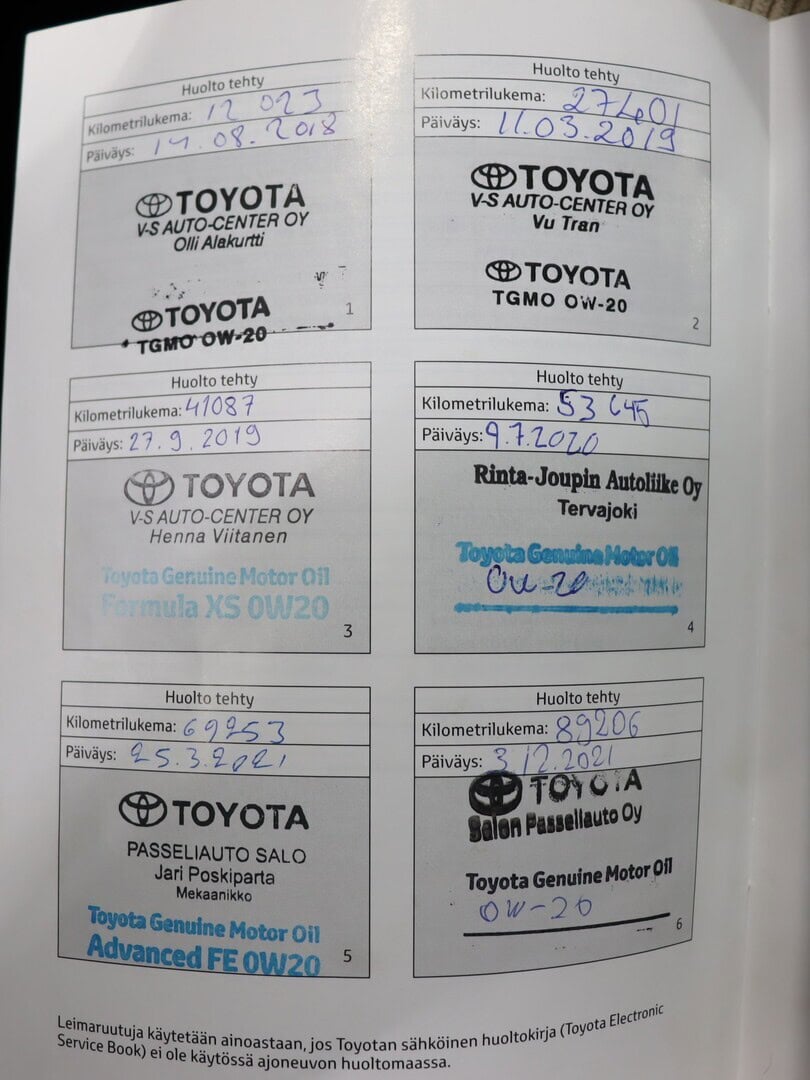 Huolto tehty
Kilometrilukema: 12 023
Päiväys: 14.08.2018
TOYOTA
V-S AUTO-CENTER OY
Olli Alakurtti
TOYOTA
TGMO 0W-20
1
Huolto tehty
Kilometrilukema: 27401
Päiväys: 11.03.2019
TOYOTA
V-S AUTO-CENTER OY
Vu Tran
TOYOTA
TGMO 0W-20
2
Huolto tehty
Kilometrilukema: 41087
Päiväys: 27.9.2019
TOYOTA
V-S AUTO-CENTER OY
Henna Viitanen
Toyota Genuine Motor Oil
Formula XS 0W20
3
Huolto tehty
Kilometrilukema: 53 645
Päiväys: 9.7.2020
Rinta-Joupin Autoliike Oy
Tervajoki
Toyota Genuine Motor Oil
0W-20
4
Huolto tehty
Kilometrilukema: 69253
Päiväys: 25.3.2021
TOYOTA
PASSELIAUTO SALO
Jari Poskiparta
Mekaanikko
Toyota Genuine Motor Oil
Advanced FE 0W20
5
Huolto tehty
Kilometrilukema: 89206
Päiväys: 3.12.2021
TOYOTA
Salon Passeliauto Oy
Toyota Genuine Motor Oil
0W-20
6
Leimaruutuja käytetään ainoastaan, jos Toyotan sähköinen huoltokirja (Toyota Electronic
Service Book) ei ole käytössä ajoneuvon huoltomaassa.